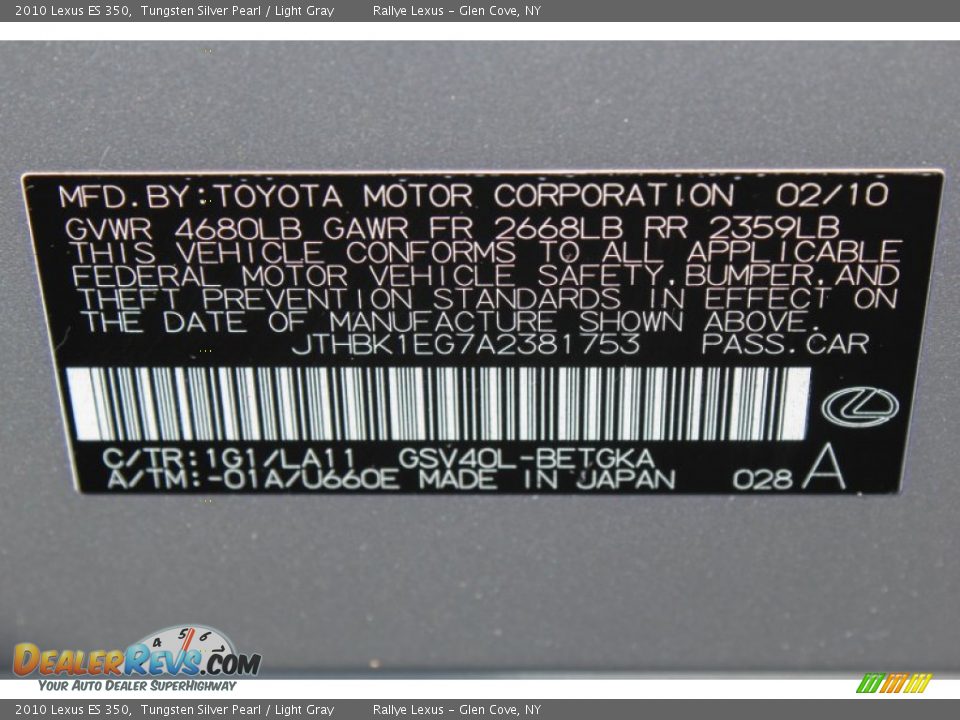 2010 Lexus ES 350, Tungsten Silver Pearl / Light Gray Rallye Lexus - Glen Cove, NY
MFD. BY: TOYOTA MOTOR CORPORATION 02/10
GVWR 4680LB GAWR FR 2668LB RR 2359LB
THIS VEHICLE CONFORMS TO ALL APPLICABLE
FEDERAL MOTOR VEHICLE SAFETY, BUMPER, AND
THEFT PREVENTION STANDARDS IN EFFECT ON
THE DATE OF MANUFACTURE SHOWN ABOVE.
JTHBK1EG7A2381753 PASS. CAR
C/TR: 1G1/LA11 GSV40L-BETGKA
A/TM: -01A/U660E MADE IN JAPAN 028 A
4 5 6
DEALERREVS.COM
YOUR AUTO DEALER SUPERHIGHWAY
2010 Lexus ES 350, Tungsten Silver Pearl / Light Gray Rallye Lexus - Glen Cove, NY